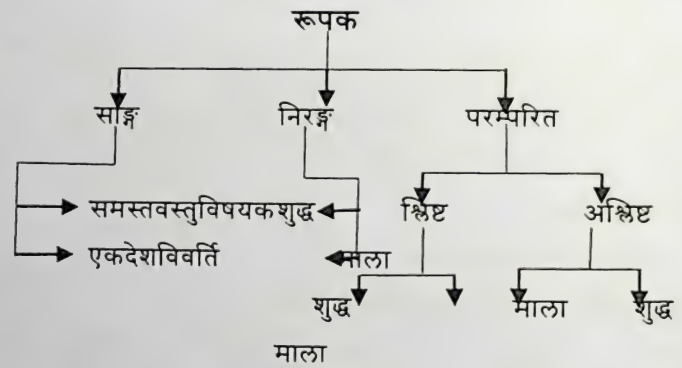 रूपक
साङ्ग निरङ्ग परम्परित
समस्तवस्तुविषयकशुद्ध श्लिष्ट अश्लिष्ट
एकदेशविवर्ति माला
शुद्ध माला शुद्ध
माला